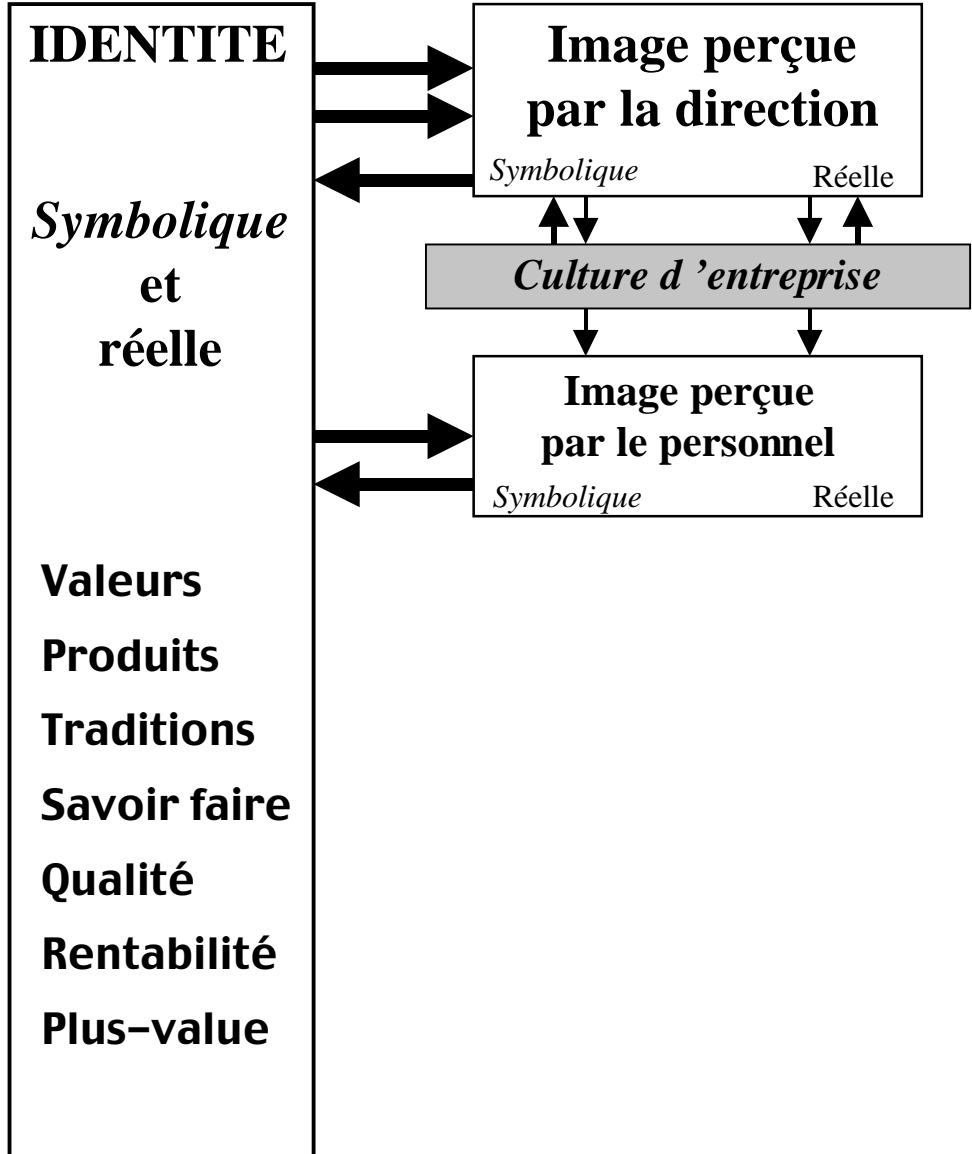 IDENTITE
Symbolique
et
réelle
Valeurs
Produits
Traditions
Savoir faire
Qualité
Rentabilité
Plus-value
Image perçue
par la direction
Symbolique Réelle
Culture d ’entreprise
Image perçue
par le personnel
Symbolique Réelle